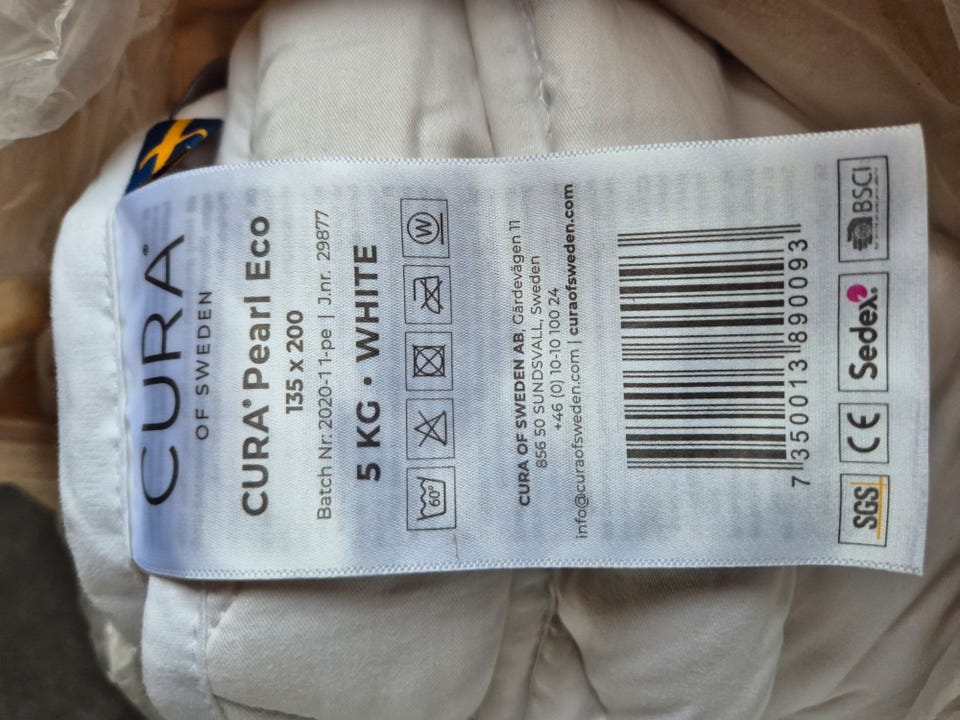 CURA®
OF SWEDEN
CURA® Pearl Eco
135 x 200
Batch Nr: 2020-1 1-pe | J.nr. 29877
5 KG • WHITE
60°
W
CURA OF SWEDEN AB, Gärdevägen 11
856 50 SUNDSVALL, Sweden
+46 (0) 10-10 100 24
info@curaofsweden.com | curaofsweden.com
7 350013 890093
SGS CE Sedex® BSCI